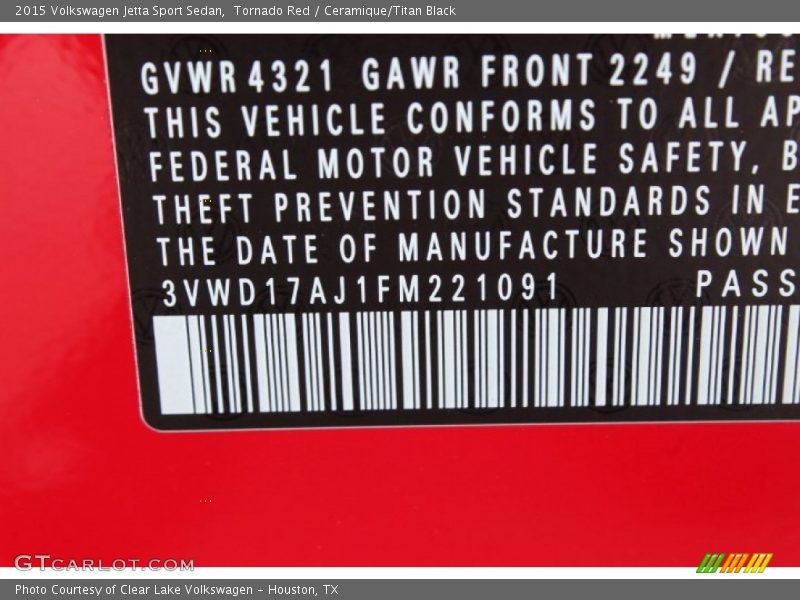 2015 Volkswagen Jetta Sport Sedan, Tornado Red / Ceramique/Titan Black
GVWR 4321 GAWR FRONT 2249 / RE
THIS VEHICLE CONFORMS TO ALL AP
FEDERAL MOTOR VEHICLE SAFETY, B
THEFT PREVENTION STANDARDS IN E
THE DATE OF MANUFACTURE SHOWN
3VWD17AJ1FM221091 PASS
GTCARLOT.COM
Photo Courtesy of Clear Lake Volkswagen – Houston, TX